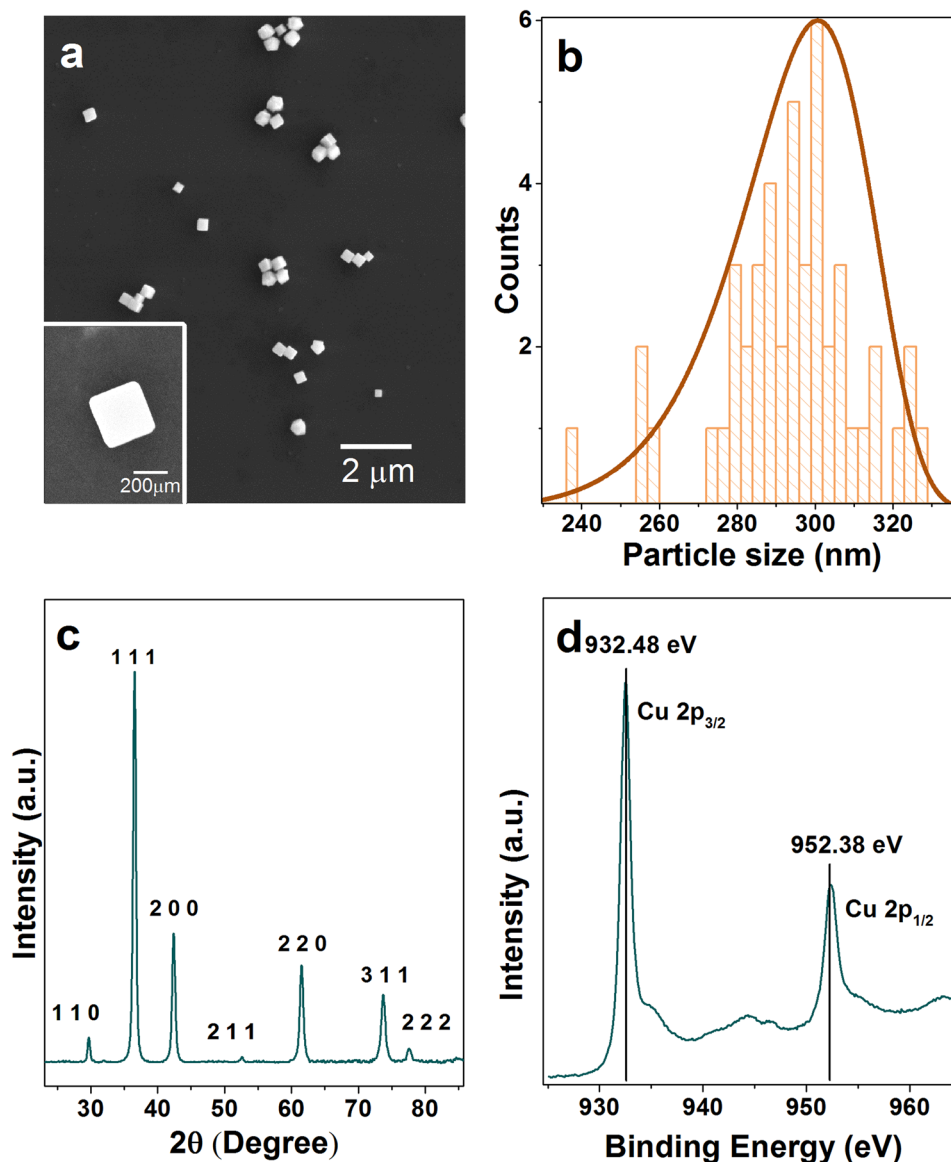 a
2 μm
200μm
b
6
4
2
Counts
240 260 280 300 320
Particle size (nm)
c
1 1 1
2 0 0
2 2 0
3 1 1
1 1 0
2 1 1
2 2 2
Intensity (a.u.)
30 40 50 60 70 80
2θ (Degree)
d
932.48 eV
Cu 2p3/2
952.38 eV
Cu 2p1/2
Intensity (a.u.)
930 940 950 960
Binding Energy (eV)